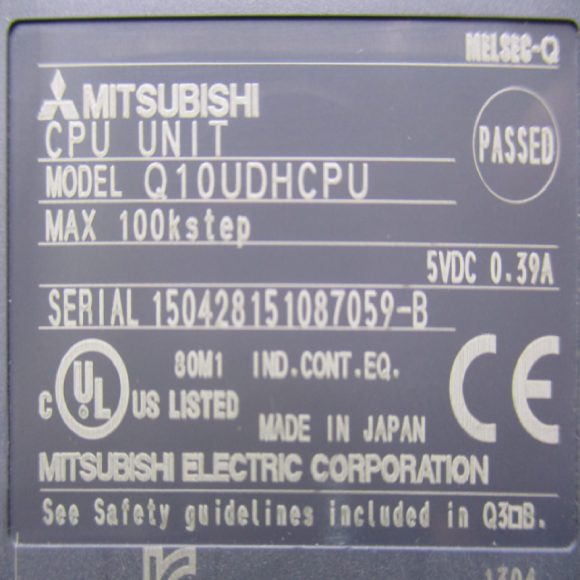 MELSEC-Q
MITSUBISHI
CPU UNIT
PASSED
MODEL Q10UDHCPU
MAX 100kstep
5VDC 0.39A
SERIAL 150428151087059-B
80M1 IND.CONT.EQ.
C UL US LISTED
CE
MADE IN JAPAN
MITSUBISHI ELECTRIC CORPORATION
See Safety guidelines included in Q3□B.